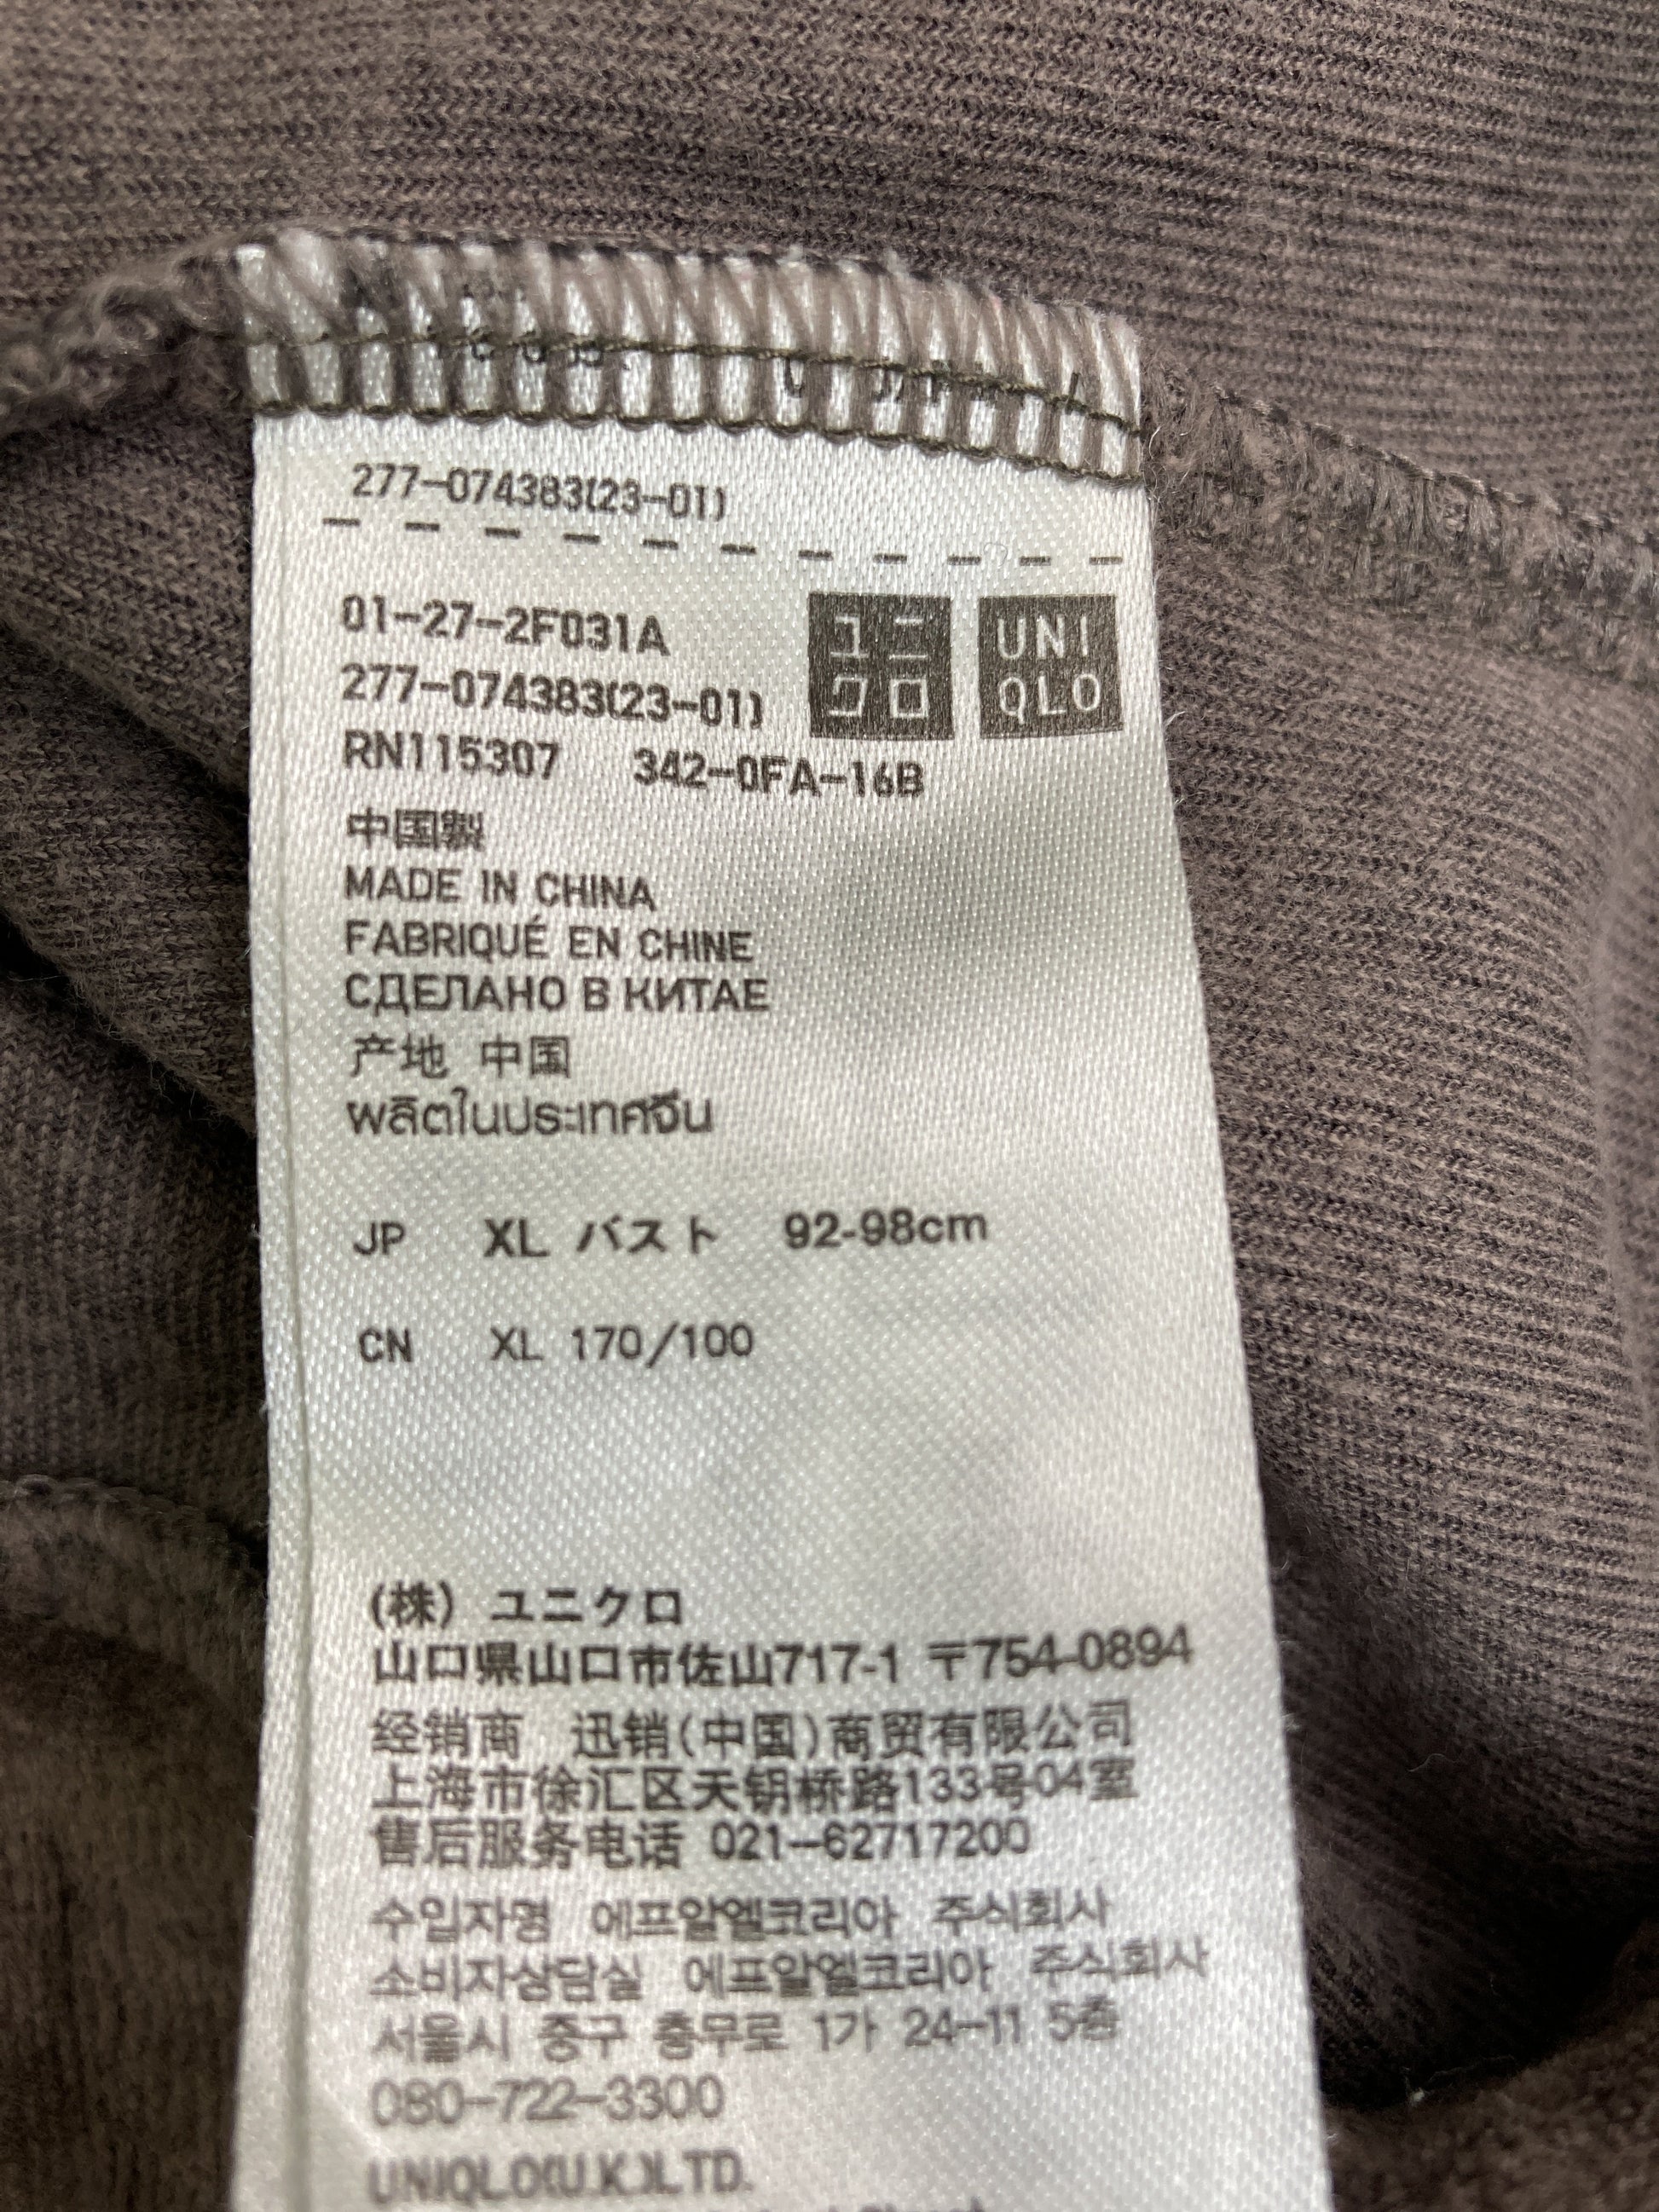 277-074383(23-01)
ユニ
クロ
UNI
QLO
01-27-2F031A
277-074383(23-01)
RN115307 342-0FA-16B
中国製
MADE IN CHINA
FABRIQUÉ EN CHINE
СДЕЛАНО В КИТАЕ
产地 中国
ผลิตในประเทศจีน
JP XL バスト 92-98cm
CN XL 170/100
(株) ユニクロ
山口県山口市佐山717-1 〒754-0894
经销商 迅销(中国)商贸有限公司
上海市徐汇区天钥桥路133号04室
售后服务电话 021-62717200
수입자명 에프알엘코리아 주식회사
소비자상담실 에프알엘코리아 주식회사
서울시 중구 충무로 1가 24-11 5층
080-722-3300
UNIQLO(U.K.)LTD.